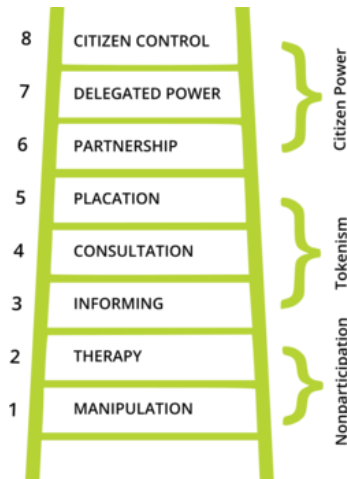 8 CITIZEN CONTROL
7 DELEGATED POWER
6 PARTNERSHIP
Citizen Power
5 PLACATION
4 CONSULTATION
3 INFORMING
Tokenism
2 THERAPY
1 MANIPULATION
Nonparticipation